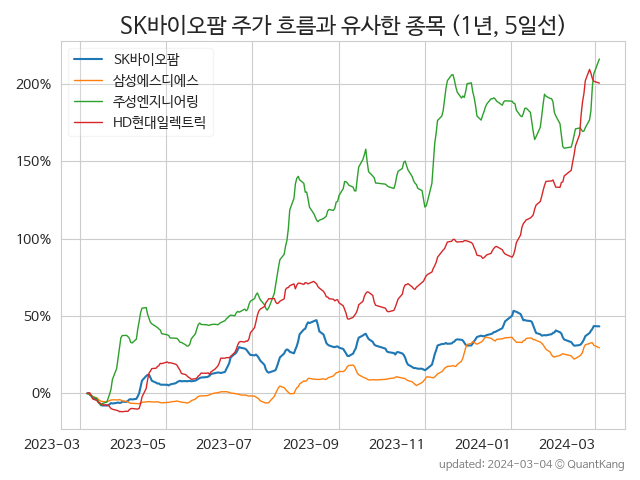 SK바이오팜 주가 흐름과 유사한 종목 (1년, 5일선)
SK바이오팜
삼성에스디에스
주성엔지니어링
HD현대일렉트릭
200%
150%
100%
50%
0%
2023-03 2023-05 2023-07 2023-09 2023-11 2024-01 2024-03
updated: 2024-03-04 © QuantKang